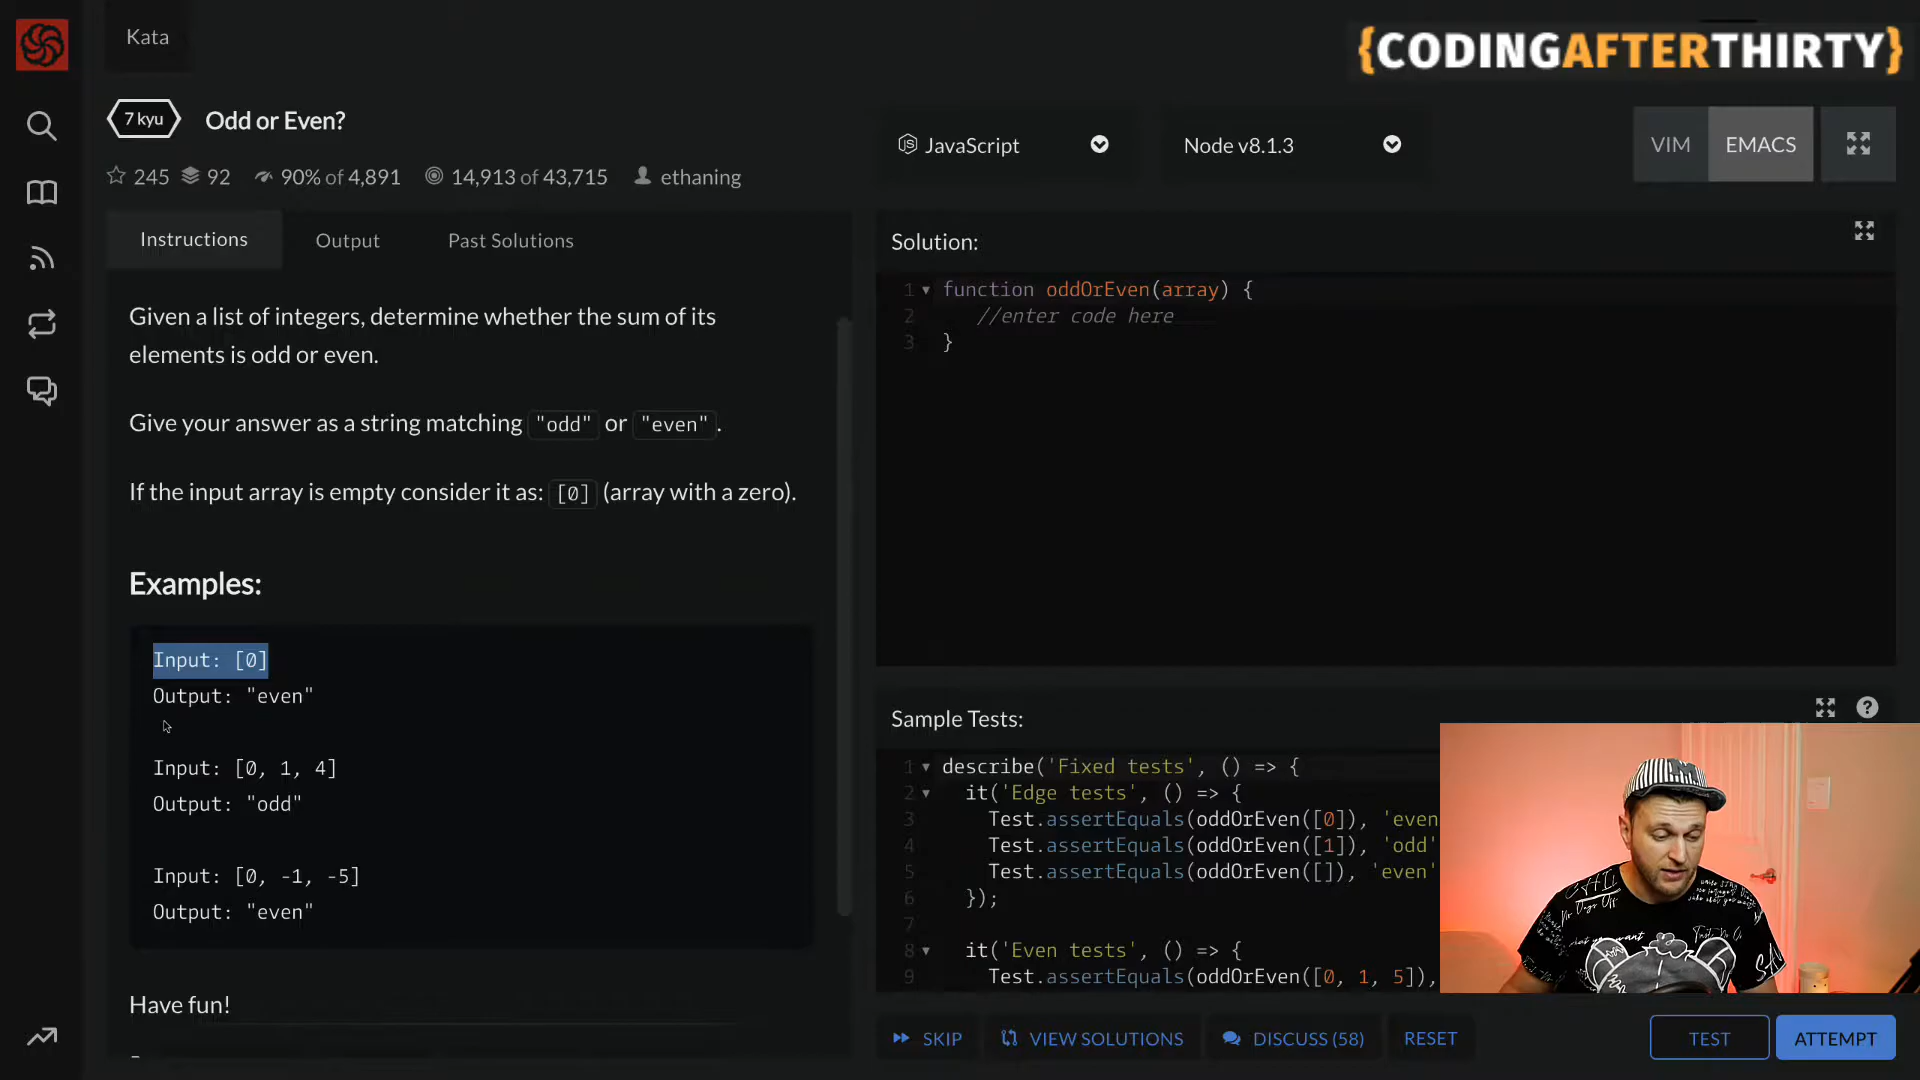 Kata
{CODINGAFTERTHIRTY}
7 kyu
Odd or Even?
245 92 90% of 4,891 14,913 of 43,715 ethaning
JavaScript
Node v8.1.3
VIM
EMACS
Instructions
Output
Past Solutions
Given a list of integers, determine whether the sum of its
elements is odd or even.
Give your answer as a string matching "odd" or "even".
If the input array is empty consider it as: [0] (array with a zero).
Examples:
Input: [0]
Output: "even"
Input: [0, 1, 4]
Output: "odd"
Input: [0, -1, -5]
Output: "even"
Have fun!
Solution:
1 function oddOrEven(array) {
2 //enter code here
3 }
Sample Tests:
1 describe('Fixed tests', () => {
2 it('Edge tests', () => {
3 Test.assertEquals(oddOrEven([0]), 'even
4 Test.assertEquals(oddOrEven([1]), 'odd'
5 Test.assertEquals(oddOrEven([]), 'even'
6 });
7
8 it('Even tests', () => {
9 Test.assertEquals(oddOrEven([0, 1, 5]),
SKIP
VIEW SOLUTIONS
DISCUSS (58)
RESET
TEST
ATTEMPT